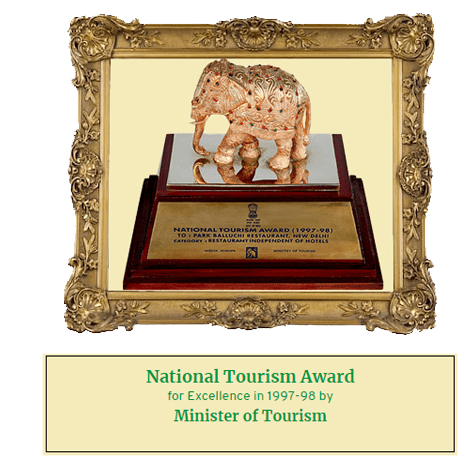 NATIONAL TOURISM AWARD (1997-98)
TO : PARK BALLUCHI RESTAURANT, NEW DELHI
CATEGORY : RESTAURANT INDEPENDENT OF HOTELS
MINISTRY OF TOURISM
National Tourism Award
for Excellence in 1997-98 by
Minister of Tourism